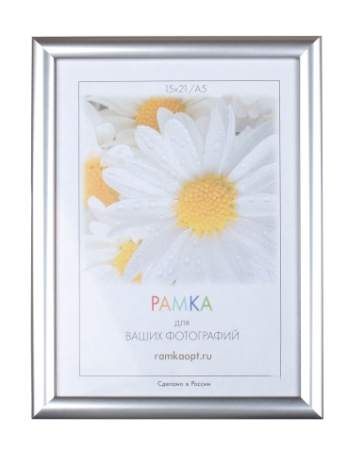 15x21/A5
РАМКА
для
ВАШИХ ФОТОГРАФИЙ
ramkaopt.ru
Сделано в России